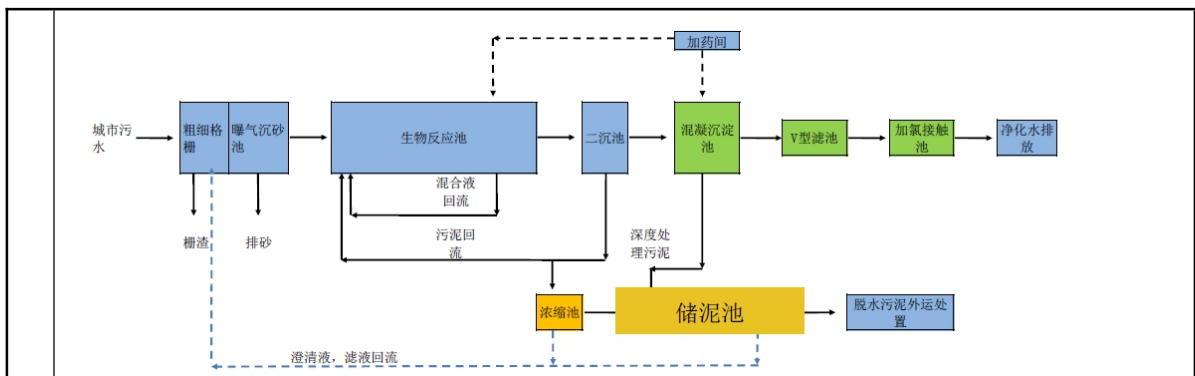 加药间
城市污
水
粗细格
栅
曝气沉砂
池
生物反应池
二沉池
混凝沉淀
池
V型滤池
加氯接触
池
净化水排
放
混合液
回流
栅渣
排砂
污泥回
流
深度处
理污泥
浓缩池
储泥池
脱水污泥外运处
置
澄清液，滤液回流